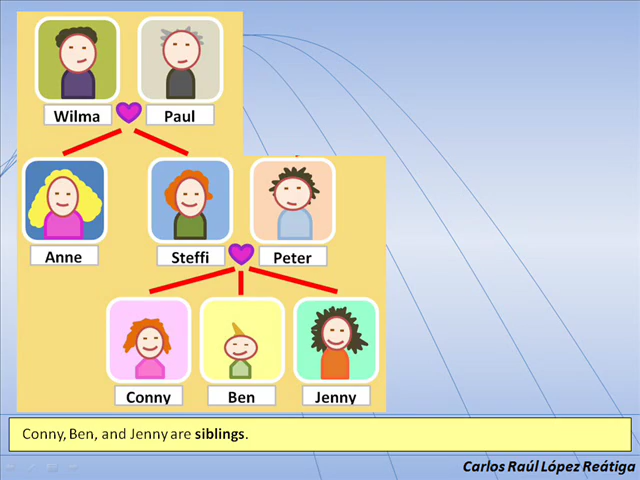 Wilma Paul
Anne Steffi Peter
Conny Ben Jenny
Conny, Ben, and Jenny are siblings.
Carlos Raúl López Reátiga